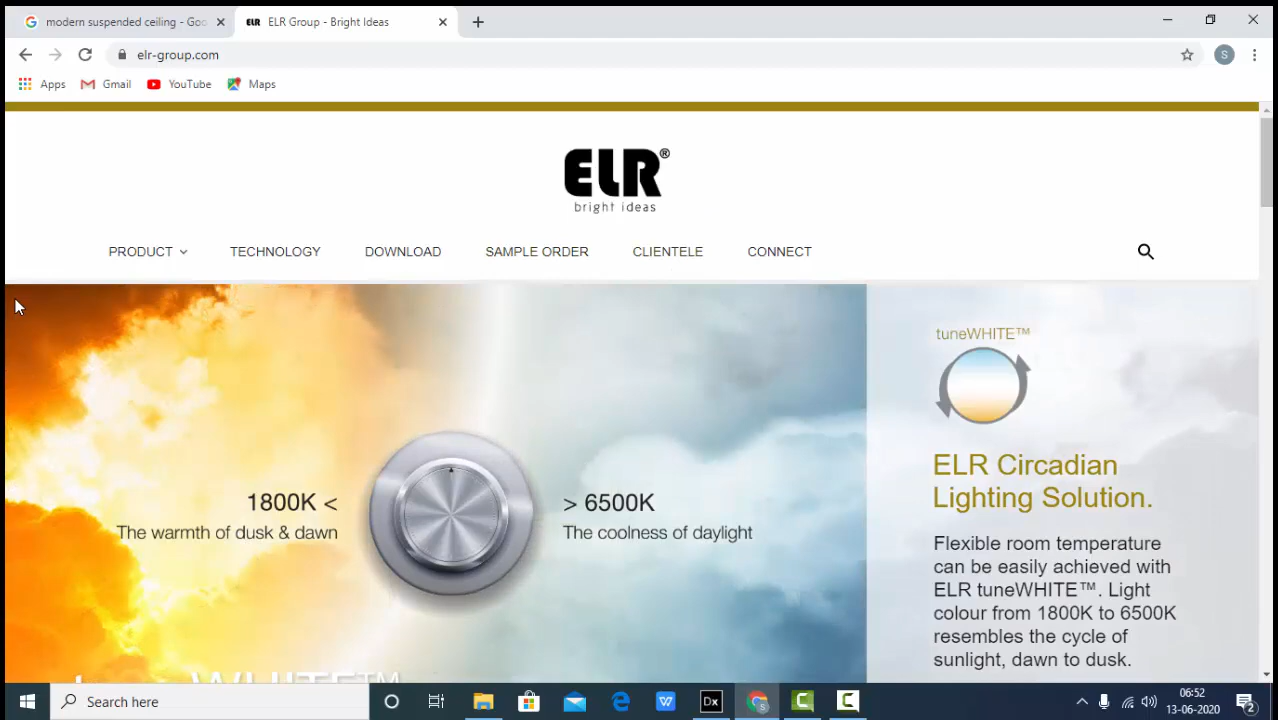 modern suspended ceiling - Goo
ELR ELR Group - Bright Ideas
elr-group.com
S
Apps Gmail YouTube Maps
ELR®
bright ideas
PRODUCT TECHNOLOGY DOWNLOAD SAMPLE ORDER CLIENTELE CONNECT
1800K <
The warmth of dusk & dawn
> 6500K
The coolness of daylight
tuneWHITE™
ELR Circadian
Lighting Solution.
Flexible room temperature
can be easily achieved with
ELR tuneWHITE™. Light
colour from 1800K to 6500K
resembles the cycle of
sunlight, dawn to dusk.
WHITE™
Search here
W
Dx
S
C
C
06:52
13-06-2020
2